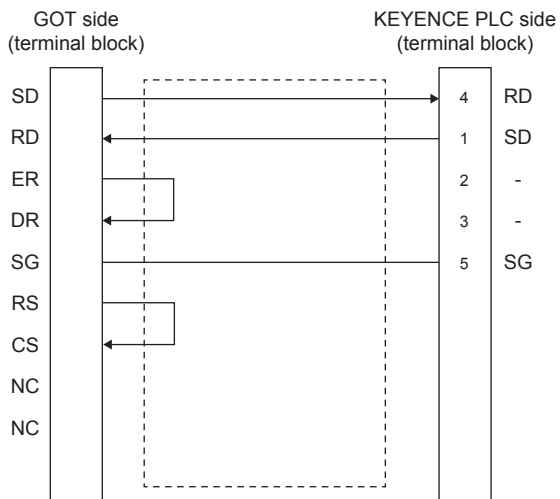 GOT side
(terminal block)
KEYENCE PLC side
(terminal block)
SD 4 RD
RD 1 SD
ER 2 -
DR 3 -
SG 5 SG
RS
CS
NC
NC